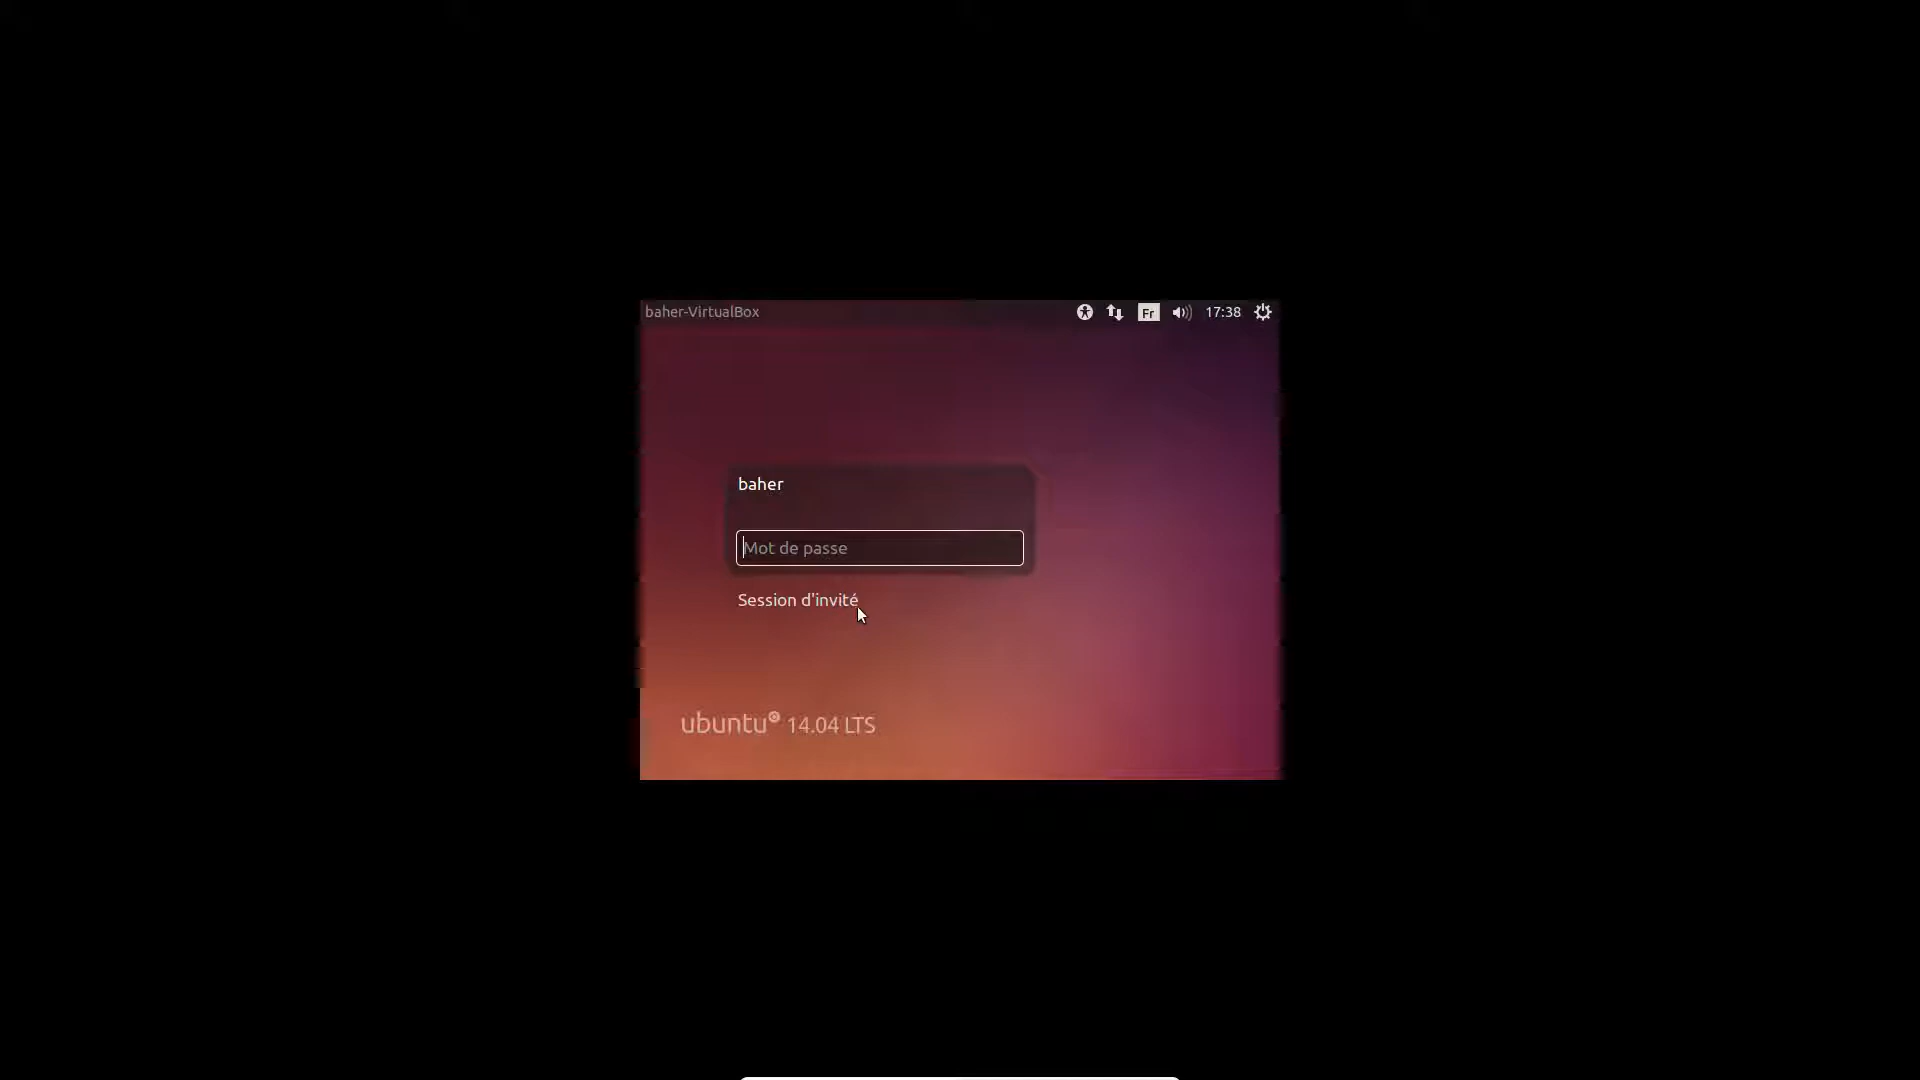 baher-VirtualBox Fr 17:38
baher
Mot de passe
Session d'invité
ubuntu® 14.04 LTS